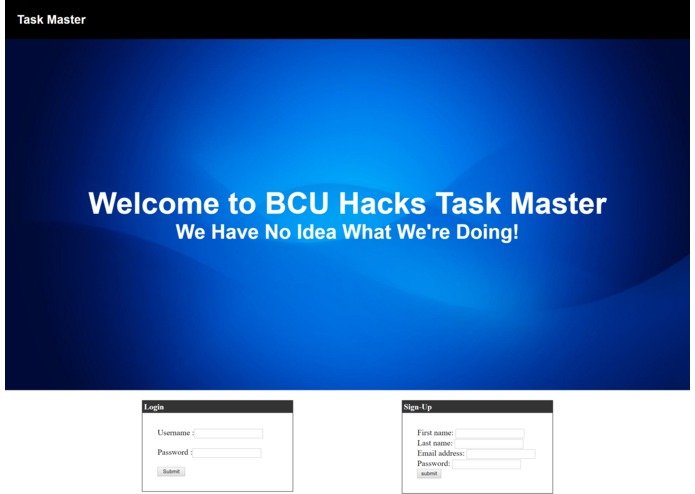 Task Master
Welcome to BCU Hacks Task Master
We Have No Idea What We're Doing!
Login
Username :
Password :
Submit
Sign-Up
First name:
Last name:
Email address:
Password:
submit